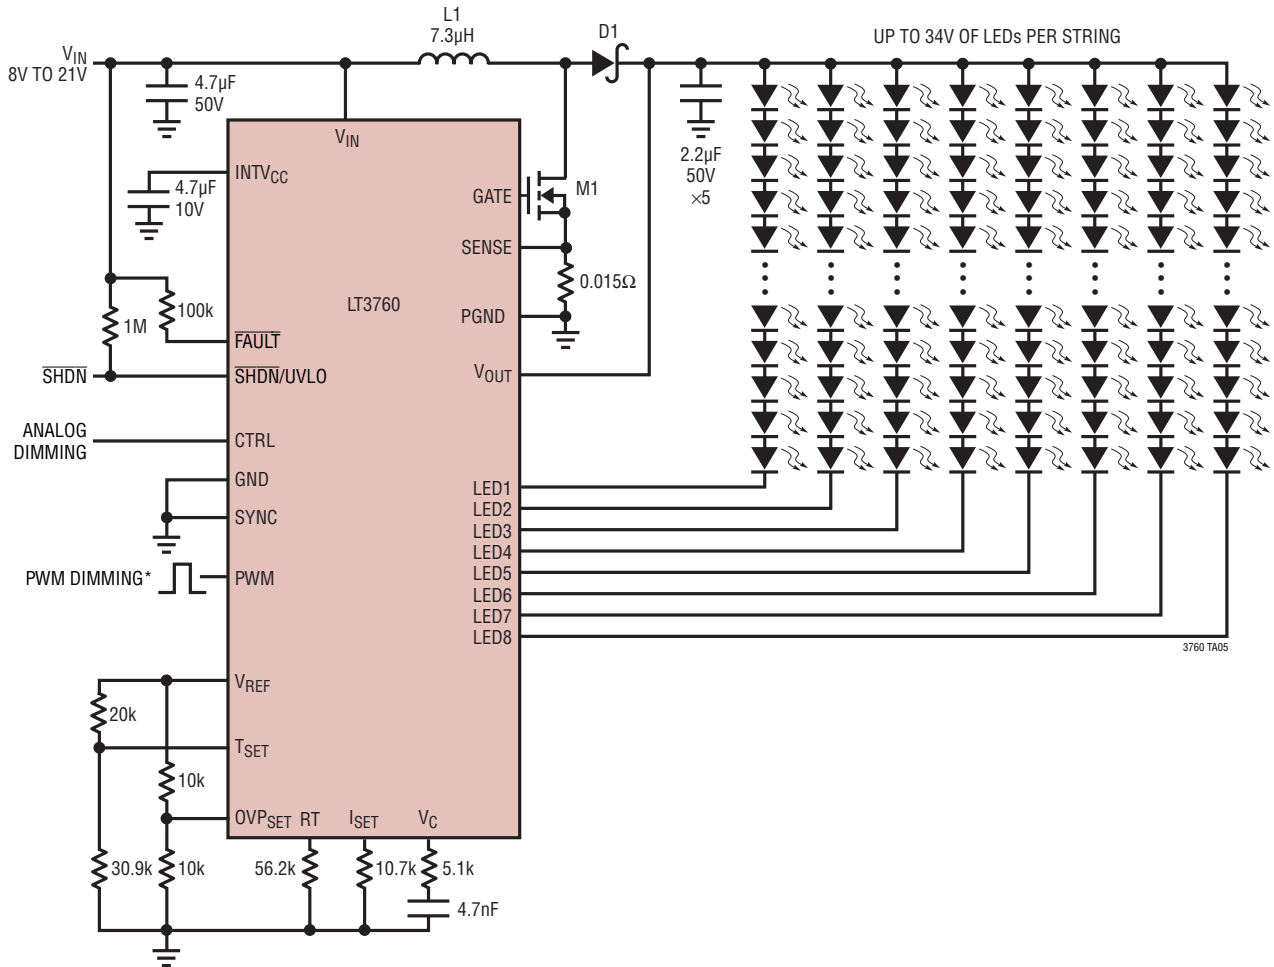 L1
7.3µH
D1
UP TO 34V OF LEDs PER STRING
VIN
8V TO 21V
4.7µF
50V
VIN
2.2µF
50V
×5
INTVCC
4.7µF
10V
GATE
M1
SENSE
0.015Ω
LT3760
PGND
100k
1M
FAULT
VOUT
SHDN
SHDN/UVLO
ANALOG
DIMMING
CTRL
GND
SYNC
LED1
LED2
LED3
LED4
LED5
LED6
LED7
LED8
PWM DIMMING*
PWM
3760 TA05
VREF
20k
TSET
10k
OVPSET
RT
ISET
VC
30.9k
10k
56.2k
10.7k
5.1k
4.7nF